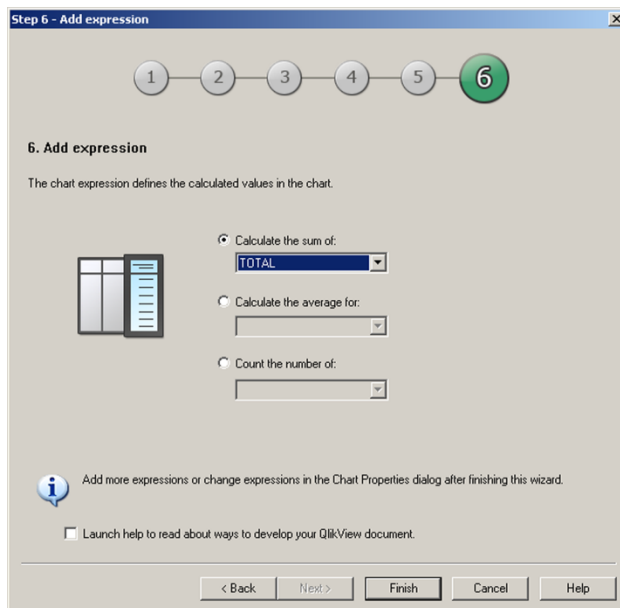 Step 6 - Add expression
1 2 3 4 5 6
6. Add expression
The chart expression defines the calculated values in the chart.
Calculate the sum of:
TOTAL
Calculate the average for:
Count the number of:
Add more expressions or change expressions in the Chart Properties dialog after finishing this wizard.
Launch help to read about ways to develop your QlikView document.
< Back Next > Finish Cancel Help